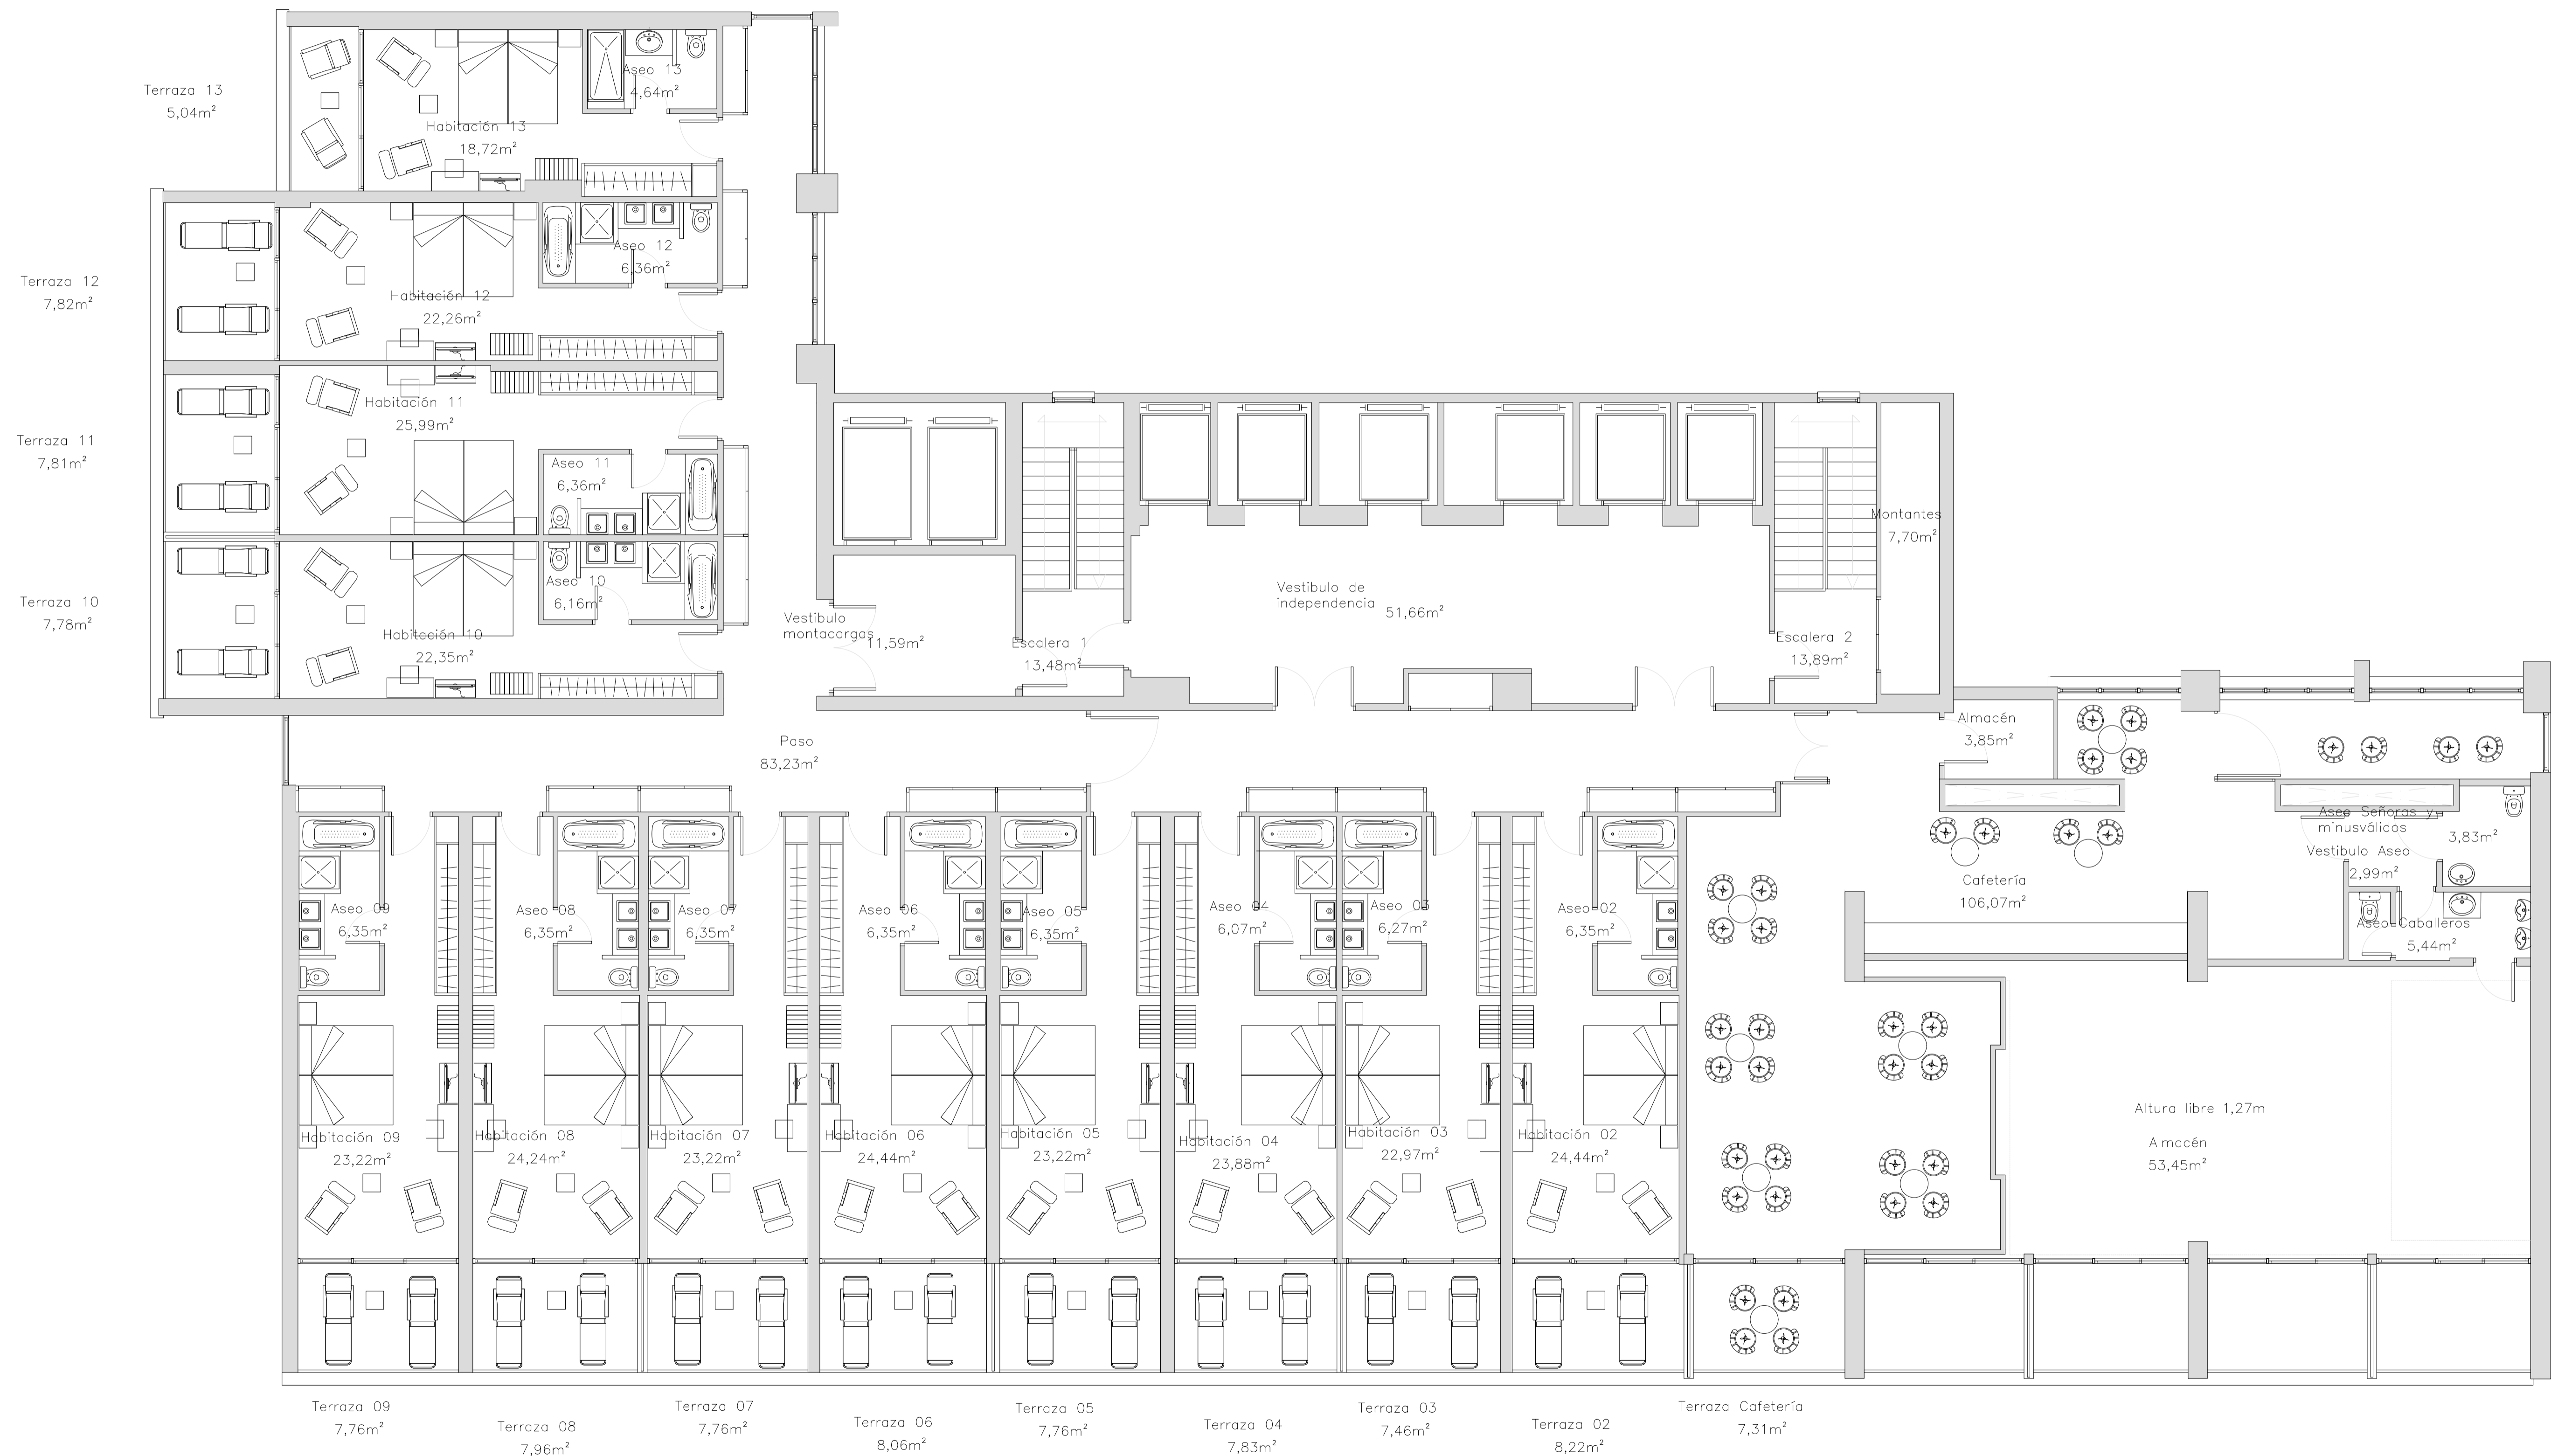 Terraza 13
5,04m²
Aseo 13
4,64m²
Habitación 13
18,72m²
Terraza 12
7,82m²
Aseo 12
6,36m²
Habitación 12
22,26m²
Terraza 11
7,81m²
Habitación 11
25,99m²
Aseo 11
6,36m²
Terraza 10
7,78m²
Aseo 10
6,16m²
Habitación 10
22,35m²
Vestibulo
montacargas
11,59m²
Escalera 1
13,48m²
Vestibulo de
independencia
51,66m²
Escalera 2
13,89m²
Montantes
7,70m²
Paso
83,23m²
Almacén
3,85m²
Aseo Señoras y
minusválidos
3,83m²
Vestibulo Aseo
2,99m²
Cafetería
106,07m²
Aseo Caballeros
5,44m²
Aseo 09
6,35m²
Aseo 08
6,35m²
Aseo 07
6,35m²
Aseo 06
6,35m²
Aseo 05
6,35m²
Aseo 04
6,07m²
Aseo 03
6,27m²
Aseo 02
6,35m²
Habitación 09
23,22m²
Habitación 08
24,24m²
Habitación 07
23,22m²
Habitación 06
24,44m²
Habitación 05
23,22m²
Habitación 04
23,88m²
Habitación 03
22,97m²
Habitación 02
24,44m²
Altura libre 1,27m
Almacén
53,45m²
Terraza 09
7,76m²
Terraza 08
7,96m²
Terraza 07
7,76m²
Terraza 06
8,06m²
Terraza 05
7,76m²
Terraza 04
7,83m²
Terraza 03
7,46m²
Terraza 02
8,22m²
Terraza Cafetería
7,31m²